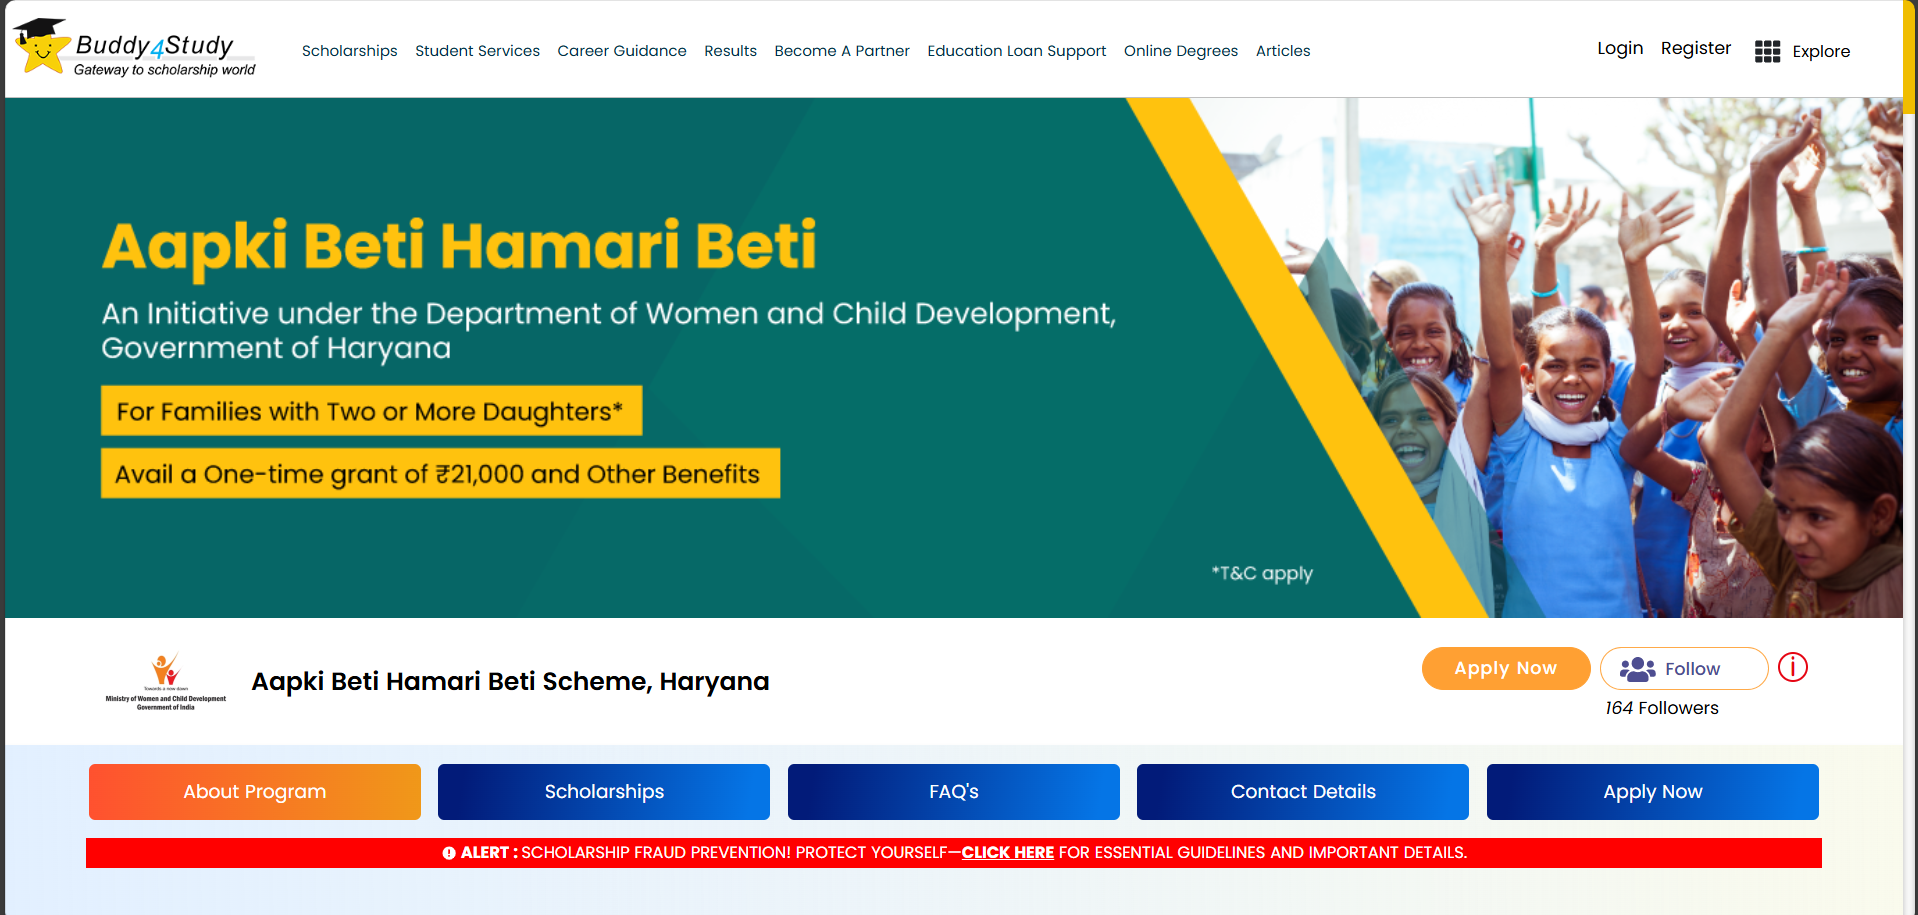 Buddy4Study
Gateway to scholarship world
Scholarships Student Services Career Guidance Results Become A Partner Education Loan Support Online Degrees Articles
Login Register Explore
Aapki Beti Hamari Beti
An Initiative under the Department of Women and Child Development,
Government of Haryana
For Families with Two or More Daughters*
Avail a One-time grant of ₹21,000 and Other Benefits
*T&C apply
Towards a new dawn
Ministry of Women and Child Development
Government of India
Aapki Beti Hamari Beti Scheme, Haryana
Apply Now
Follow
164 Followers
About Program
Scholarships
FAQ's
Contact Details
Apply Now
ALERT : SCHOLARSHIP FRAUD PREVENTION! PROTECT YOURSELF—CLICK HERE FOR ESSENTIAL GUIDELINES AND IMPORTANT DETAILS.